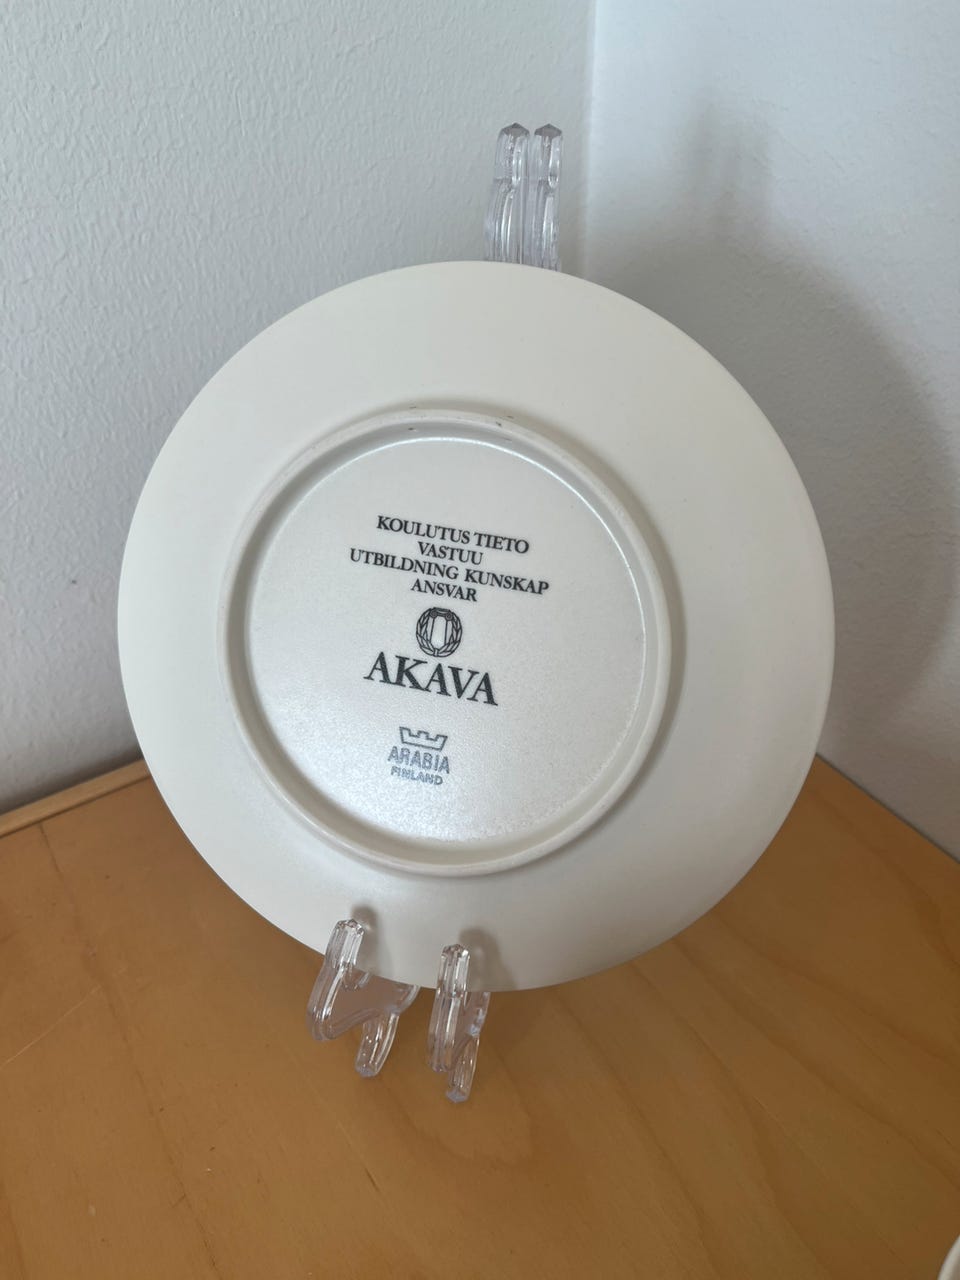 KOULUTUS TIETO
VASTUU
UTBILDNING KUNSKAP
ANSVAR
AKAVA
ARABIA
FINLAND